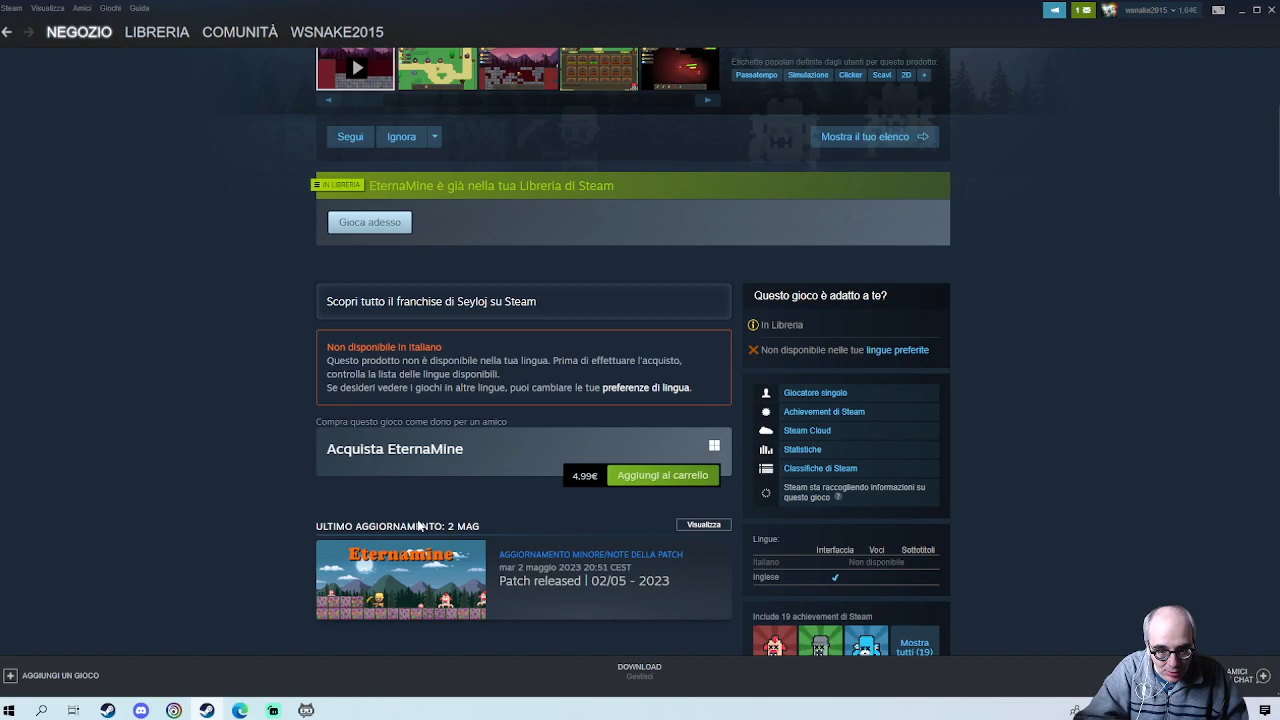 Steam Visualizza Amici Giochi Guida
1
wsnake2015
1,64€
NEGOZIO LIBRERIA COMUNITÀ WSNAKE2015
Etichette popolari definite dagli utenti per questo prodotto:
Passatempo Simulazione Clicker Scavi 2D +
Segui Ignora
Mostra il tuo elenco
IN LIBRERIA
EternaMine è già nella tua Libreria di Steam
Gioca adesso
Scopri tutto il franchise di Seyloj su Steam
Non disponibile in Italiano
Questo prodotto non è disponibile nella tua lingua. Prima di effettuare l'acquisto,
controlla la lista delle lingue disponibili.
Se desideri vedere i giochi in altre lingue, puoi cambiare le tue preferenze di lingua.
Compra questo gioco come dono per un amico
Acquista EternaMine
4,99€
Aggiungi al carrello
ULTIMO AGGIORNAMENTO: 2 MAG
Visualizza
Eternamine
AGGIORNAMENTO MINORE/NOTE DELLA PATCH
mar 2 maggio 2023 20:51 CEST
Patch released | 02/05 - 2023
Questo gioco è adatto a te?
In Libreria
Non disponibile nelle tue lingue preferite
Giocatore singolo
Achievement di Steam
Steam Cloud
Statistiche
Classifiche di Steam
Steam sta raccogliendo informazioni su
questo gioco ?
Lingue:
Interfaccia Voci Sottotitoli
Italiano Non disponibile
Inglese ✔
Include 19 achievement di Steam
Mostra
tutti (19)
AGGIUNGI UN GIOCO
DOWNLOAD
Gestisci
AMICI
CHAT